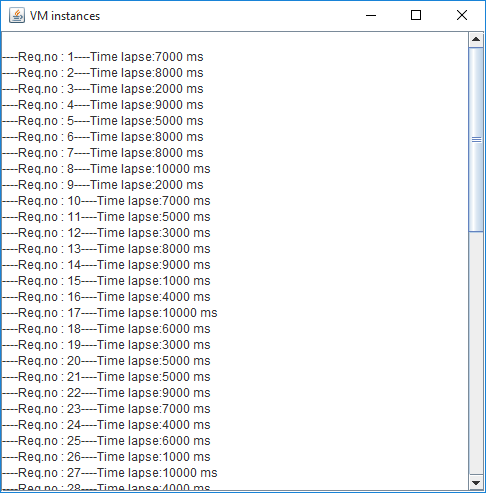 VM instances
----Req.no : 1----Time lapse:7000 ms
----Req.no : 2----Time lapse:8000 ms
----Req.no : 3----Time lapse:2000 ms
----Req.no : 4----Time lapse:9000 ms
----Req.no : 5----Time lapse:5000 ms
----Req.no : 6----Time lapse:8000 ms
----Req.no : 7----Time lapse:8000 ms
----Req.no : 8----Time lapse:10000 ms
----Req.no : 9----Time lapse:2000 ms
----Req.no : 10----Time lapse:7000 ms
----Req.no : 11----Time lapse:5000 ms
----Req.no : 12----Time lapse:3000 ms
----Req.no : 13----Time lapse:8000 ms
----Req.no : 14----Time lapse:9000 ms
----Req.no : 15----Time lapse:1000 ms
----Req.no : 16----Time lapse:4000 ms
----Req.no : 17----Time lapse:10000 ms
----Req.no : 18----Time lapse:6000 ms
----Req.no : 19----Time lapse:3000 ms
----Req.no : 20----Time lapse:5000 ms
----Req.no : 21----Time lapse:5000 ms
----Req.no : 22----Time lapse:9000 ms
----Req.no : 23----Time lapse:7000 ms
----Req.no : 24----Time lapse:4000 ms
----Req.no : 25----Time lapse:6000 ms
----Req.no : 26----Time lapse:1000 ms
----Req.no : 27----Time lapse:10000 ms
----Req.no : 28----Time lapse:4000 ms